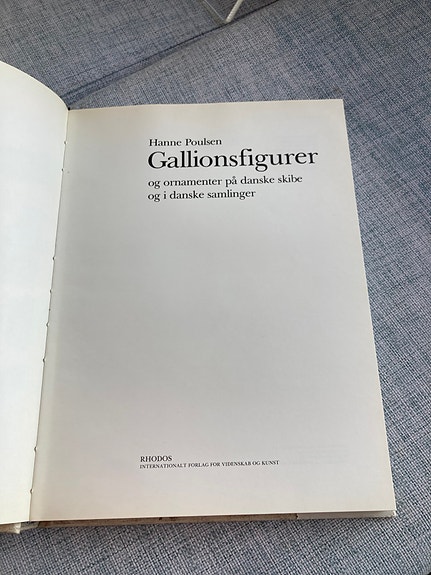 Hanne Poulsen
Gallionsfigurer
og ornamenter på danske skibe
og i danske samlinger
RHODOS
INTERNATIONALT FORLAG FOR VIDENSKAB OG KUNST